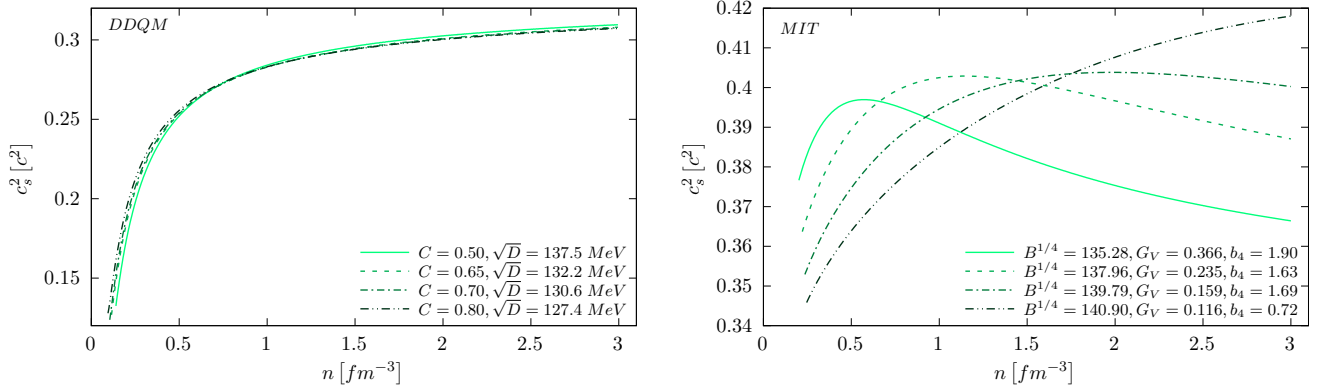 DDQM
0.3
0.25
0.2
0.15
c_s^2 [c^2]
C = 0.50, √D = 137.5 MeV
C = 0.65, √D = 132.2 MeV
C = 0.70, √D = 130.6 MeV
C = 0.80, √D = 127.4 MeV
0 0.5 1 1.5 2 2.5 3
n [fm^{-3}]
MIT
0.42
0.41
0.4
0.39
0.38
0.37
0.36
0.35
0.34
c_s^2 [c^2]
B^{1/4} = 135.28, G_V = 0.366, b_4 = 1.90
B^{1/4} = 137.96, G_V = 0.235, b_4 = 1.63
B^{1/4} = 139.79, G_V = 0.159, b_4 = 1.69
B^{1/4} = 140.90, G_V = 0.116, b_4 = 0.72
0 0.5 1 1.5 2 2.5 3
n [fm^{-3}]